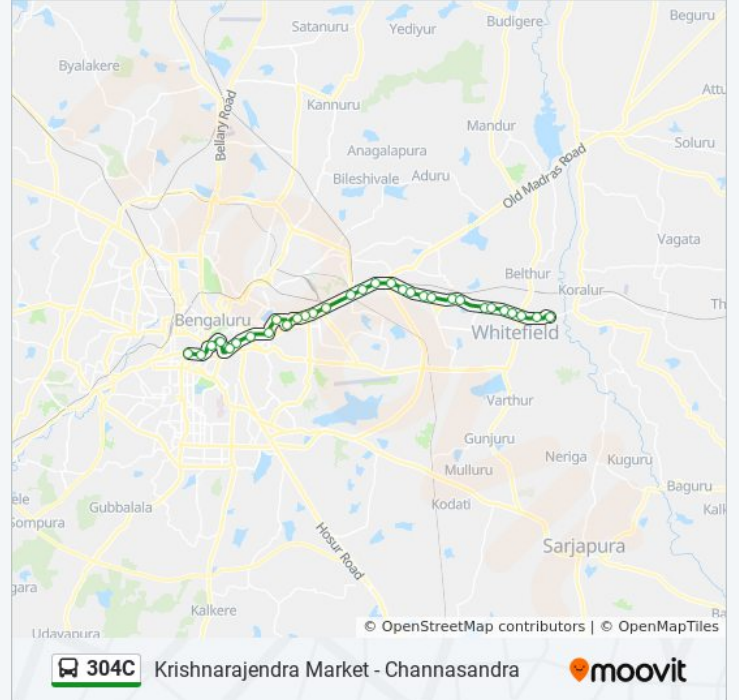 Satanuru
Yediyur
Budigere
Beguru
Byalakere
Attu
Kannuru
Bellary Road
Mandur
Soluru
Anagalapura
Bileshivale
Aduru
Old Madras Road
Vagata
Belthur
Koralur
Th
Bengaluru
Whitefield
Varthur
Gunjuru
Mulluru
Neriga
Kuguru
Baguru
ele
Gubbalala
Kodati
Kalk
Sompura
Hosur Road
Sarjapura
gara
Kalkere
Ba
Udayapura
© OpenStreetMap contributors | © OpenMapTiles
304C Krishnarajendra Market - Channasandra
moovit